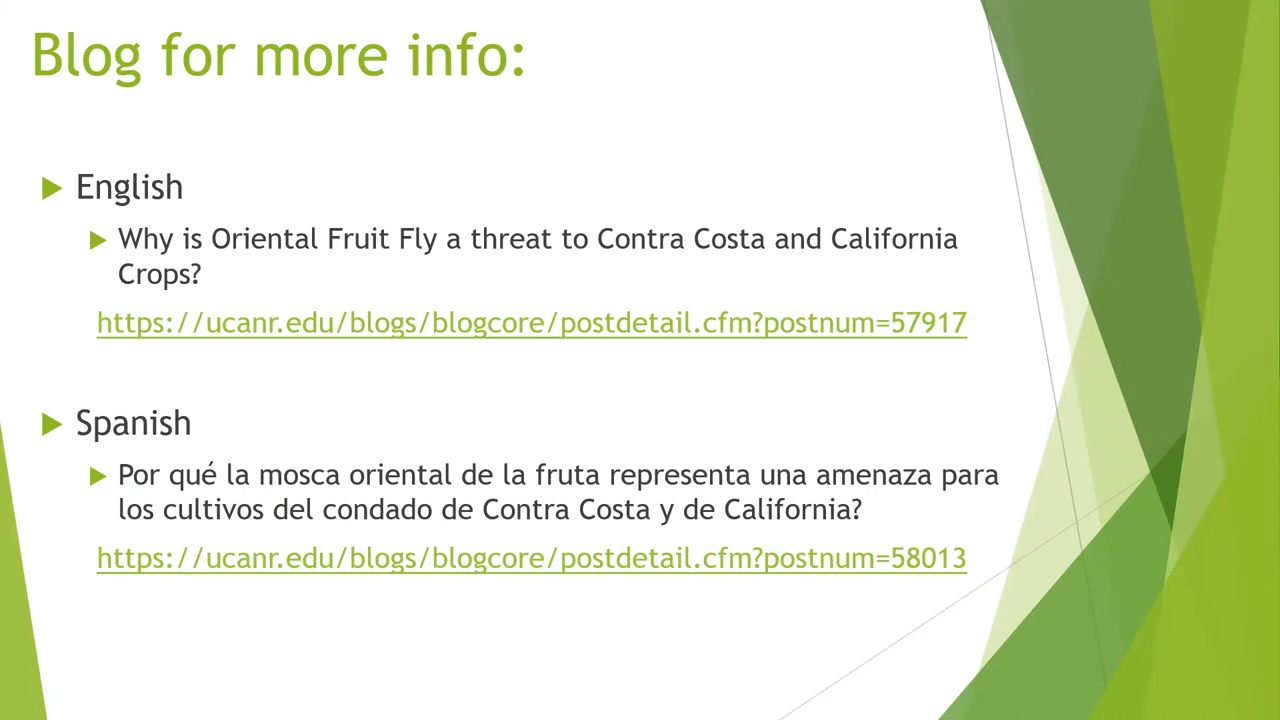 Blog for more info:
English
Why is Oriental Fruit Fly a threat to Contra Costa and California
Crops?
https://ucanr.edu/blogs/blogcore/postdetail.cfm?postnum=57917
Spanish
Por qué la mosca oriental de la fruta representa una amenaza para
los cultivos del condado de Contra Costa y de California?
https://ucanr.edu/blogs/blogcore/postdetail.cfm?postnum=58013